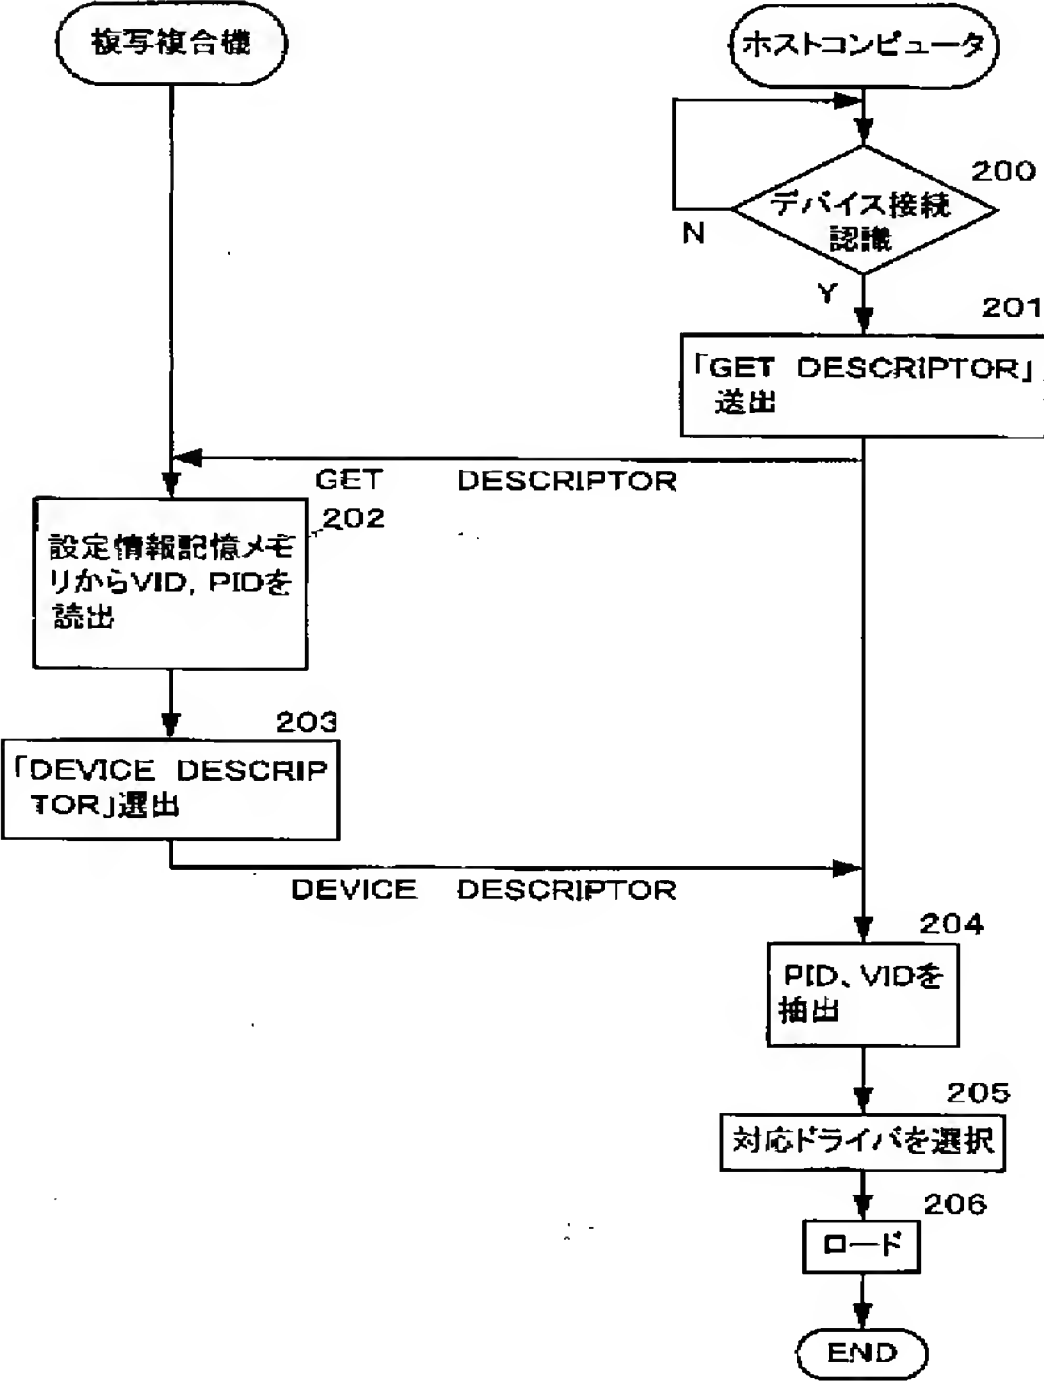 複写複合機
ホストコンピュータ
200
デバイス接続
認識
N
Y
201
「GET DESCRIPTOR」
送出
GET DESCRIPTOR
202
設定情報記憶メモ
リからVID, PIDを
読出
203
「DEVICE DESCRIP
TOR」選出
DEVICE DESCRIPTOR
204
PID、VIDを
抽出
205
対応ドライバを選択
206
ロード
END